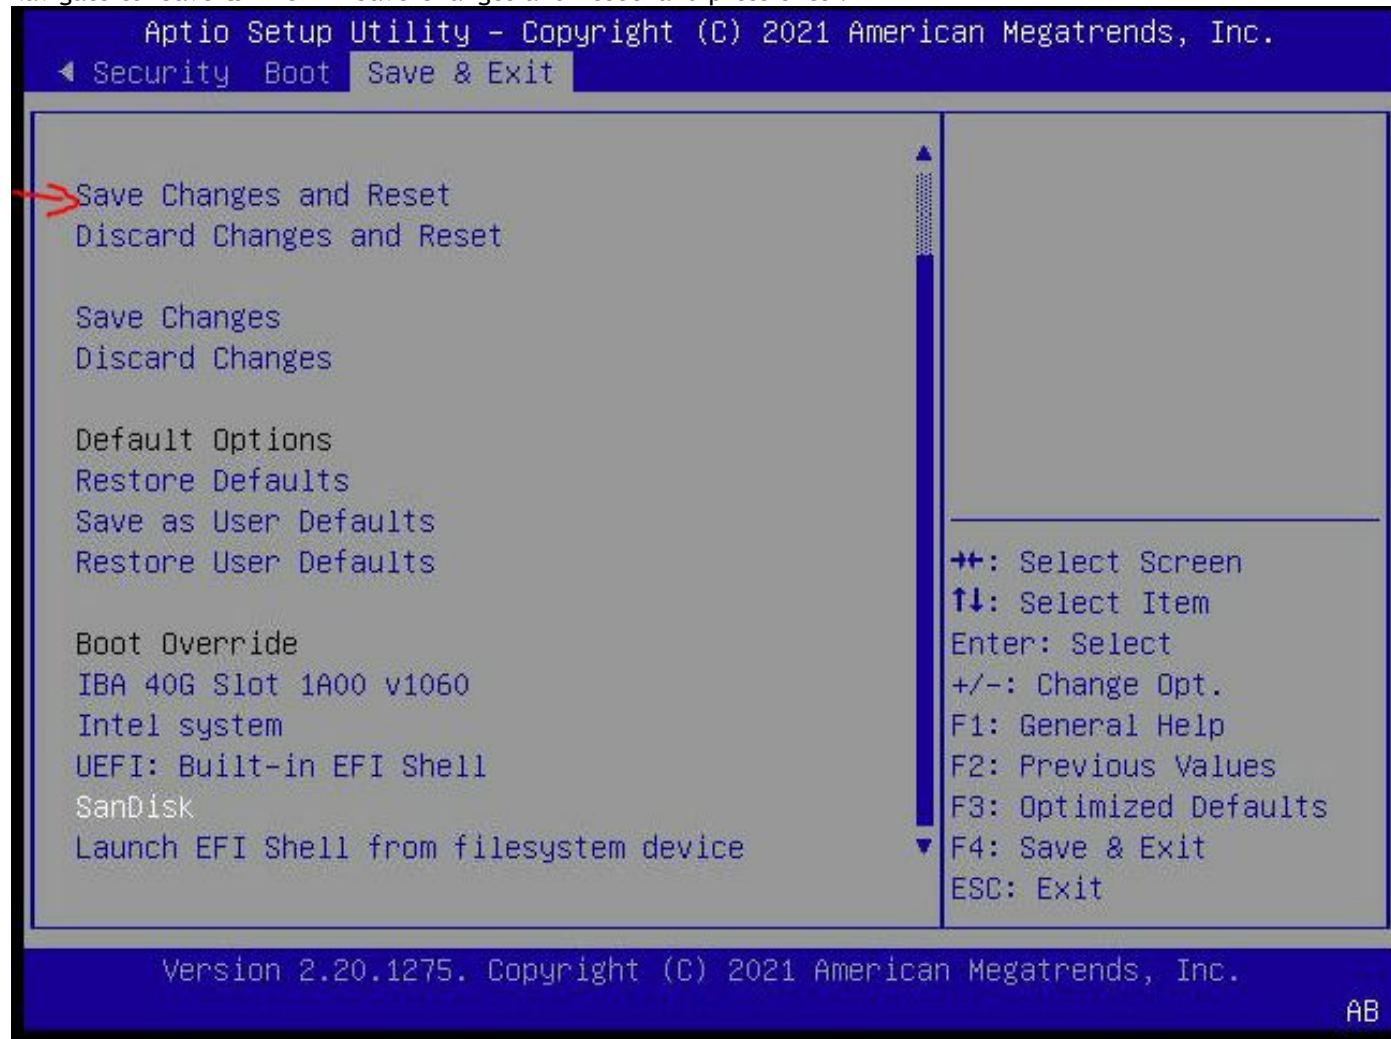 Aptio Setup Utility – Copyright (C) 2021 American Megatrends, Inc.
Security Boot Save & Exit
Save Changes and Reset
Discard Changes and Reset
Save Changes
Discard Changes
Default Options
Restore Defaults
Save as User Defaults
Restore User Defaults
Boot Override
IBA 40G Slot 1A00 v1060
Intel system
UEFI: Built-in EFI Shell
SanDisk
Launch EFI Shell from filesystem device
→←: Select Screen
↑↓: Select Item
Enter: Select
+/-: Change Opt.
F1: General Help
F2: Previous Values
F3: Optimized Defaults
F4: Save & Exit
ESC: Exit
Version 2.20.1275. Copyright (C) 2021 American Megatrends, Inc.
AB